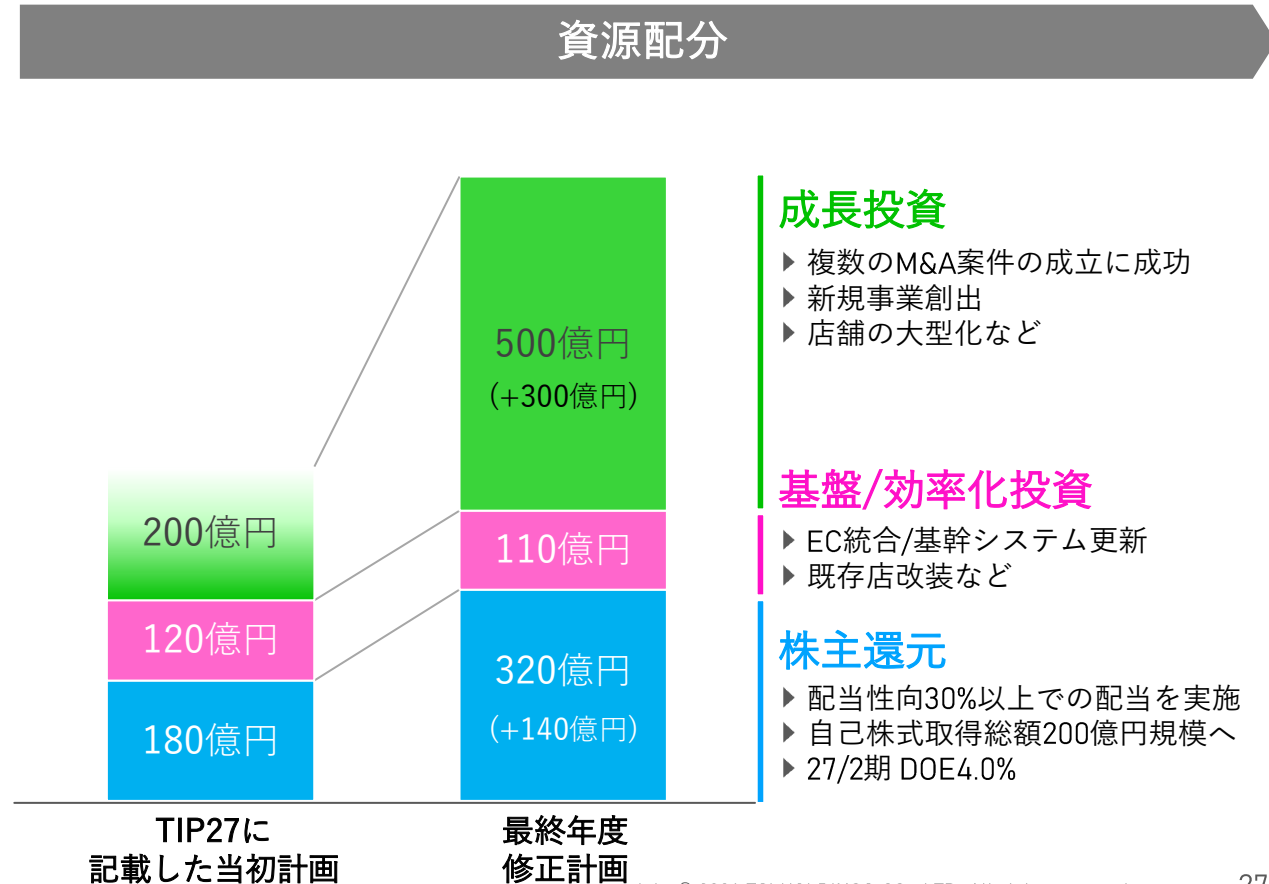 資源配分
200億円
120億円
180億円
500億円
(+300億円)
110億円
320億円
(+140億円)
成長投資
複数のM&A案件の成立に成功
新規事業創出
店舗の大型化など
基盤/効率化投資
EC統合/基幹システム更新
既存店改装など
株主還元
配当性向30%以上での配当を実施
自己株式取得総額200億円規模へ
27/2期 DOE4.0%
TIP27に
記載した当初計画
最終年度
修正計画
27